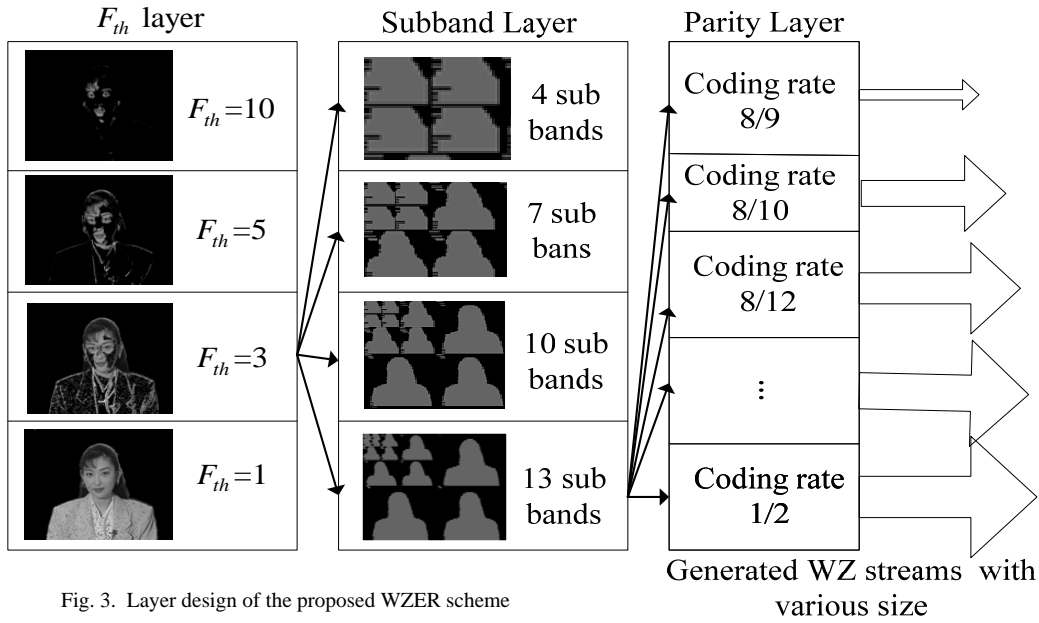 F_th layer
F_th=10
F_th=5
F_th=3
F_th=1
Subband Layer
4 sub
bands
7 sub
bans
10 sub
bands
13 sub
bands
Parity Layer
Coding rate
8/9
Coding rate
8/10
Coding rate
8/12
...
Coding rate
1/2
Generated WZ streams with
various size
Fig. 3. Layer design of the proposed WZER scheme